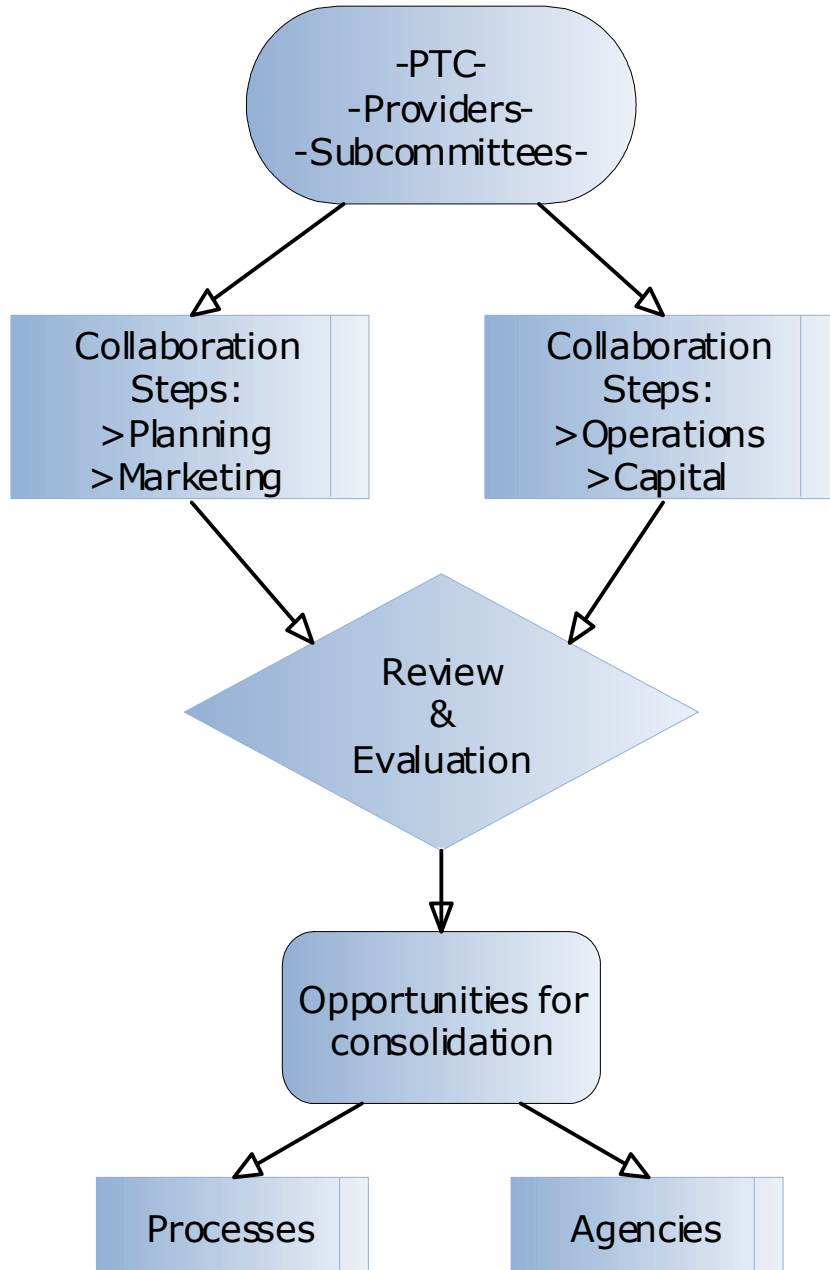 -PTC-
-Providers-
-Subcommittees-
Collaboration
Steps:
>Planning
>Marketing
Collaboration
Steps:
>Operations
>Capital
Review
&
Evaluation
Opportunities for
consolidation
Processes
Agencies